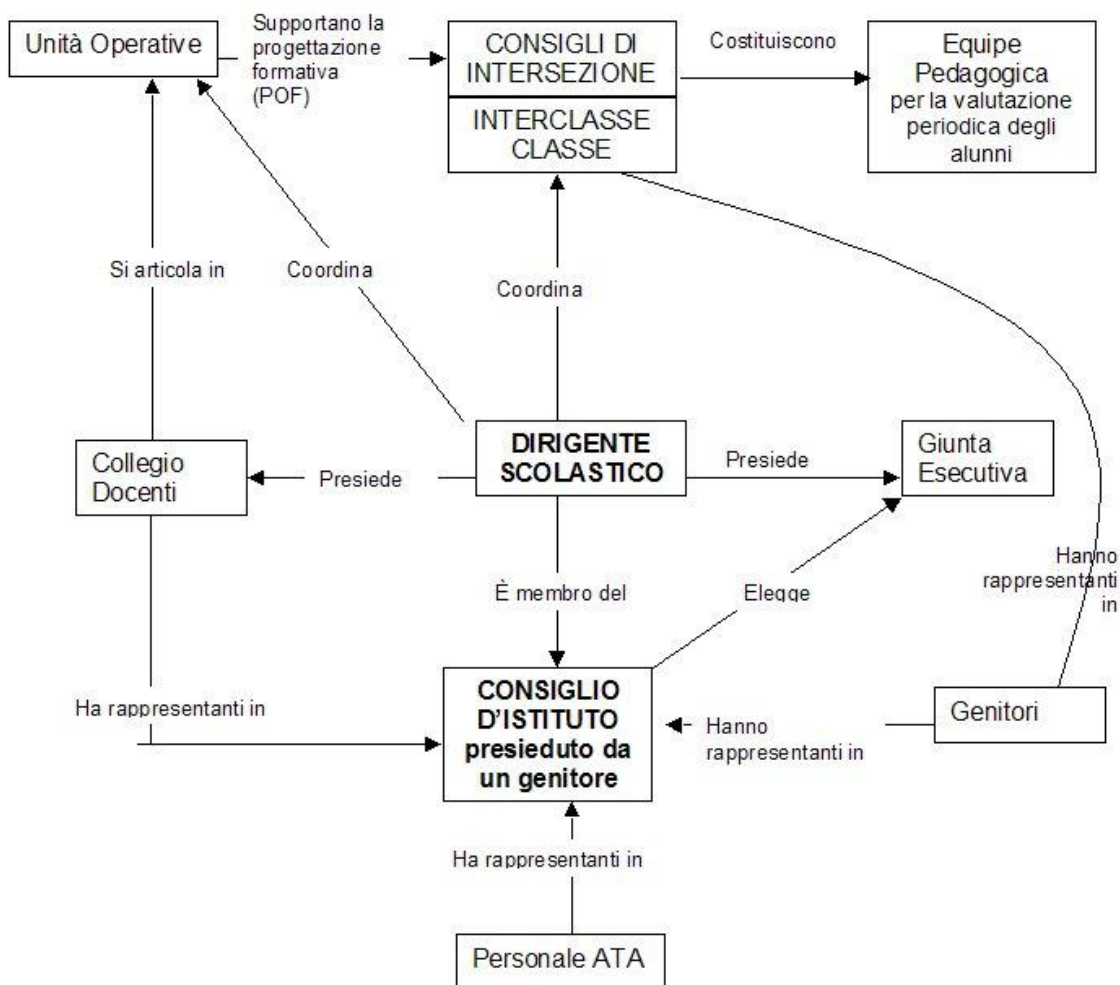 Unità Operative
Supportano la
progettazione
formativa
(POF)
CONSIGLI DI
INTERSEZIONE
INTERCLASSE
CLASSE
Costituiscono
Equipe
Pedagogica
per la valutazione
periodica degli
alunni
Si articola in
Coordina
Coordina
Collegio
Docenti
Presiede
DIRIGENTE
SCOLASTICO
Presiede
Giunta
Esecutiva
Hanno
rappresentanti
in
È membro del
Elegge
Ha rappresentanti in
CONSIGLIO
D'ISTITUTO
presieduto da
un genitore
Hanno
rappresentanti in
Genitori
Ha rappresentanti in
Personale ATA